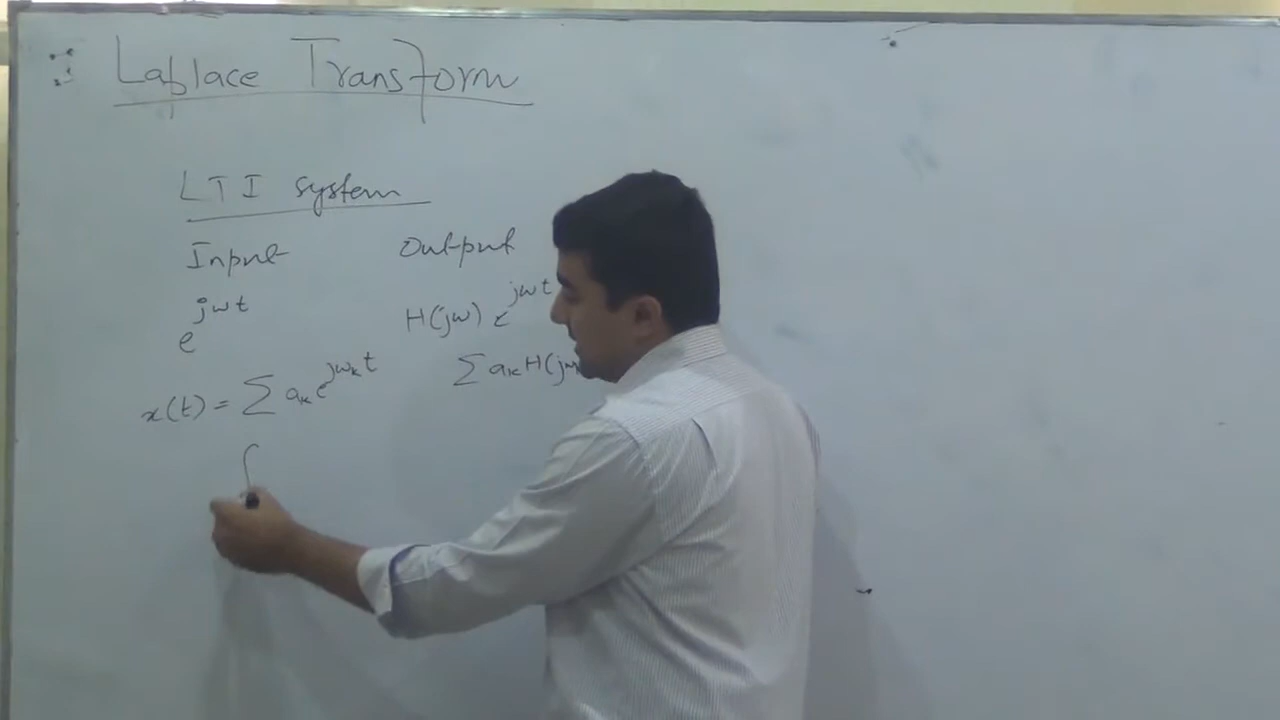 Laplace Transform
LTI system
Input Output
e^{jωt} H(jω) e^{jωt}
x(t) = ∑ a_k e^{jω_k t} ∑ a_k H(jω
∫